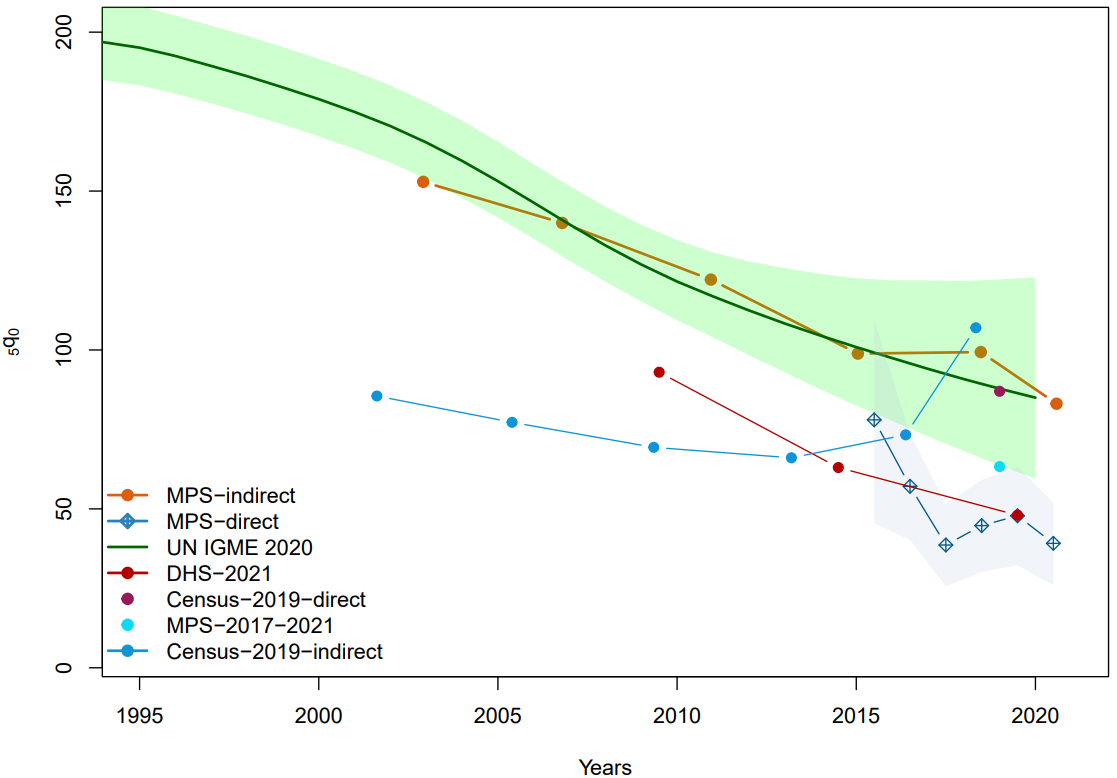 200
150
100
50
0
₅q₀
MPS−indirect
MPS−direct
UN IGME 2020
DHS−2021
Census−2019−direct
MPS−2017−2021
Census−2019−indirect
1995 2000 2005 2010 2015 2020
Years